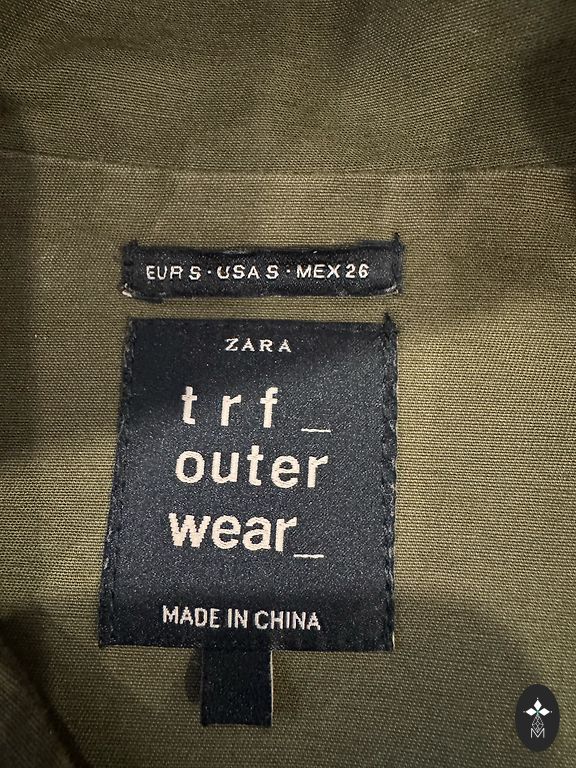 EUR S · USA S · MEX 26
ZARA
trf_
outer
wear_
MADE IN CHINA